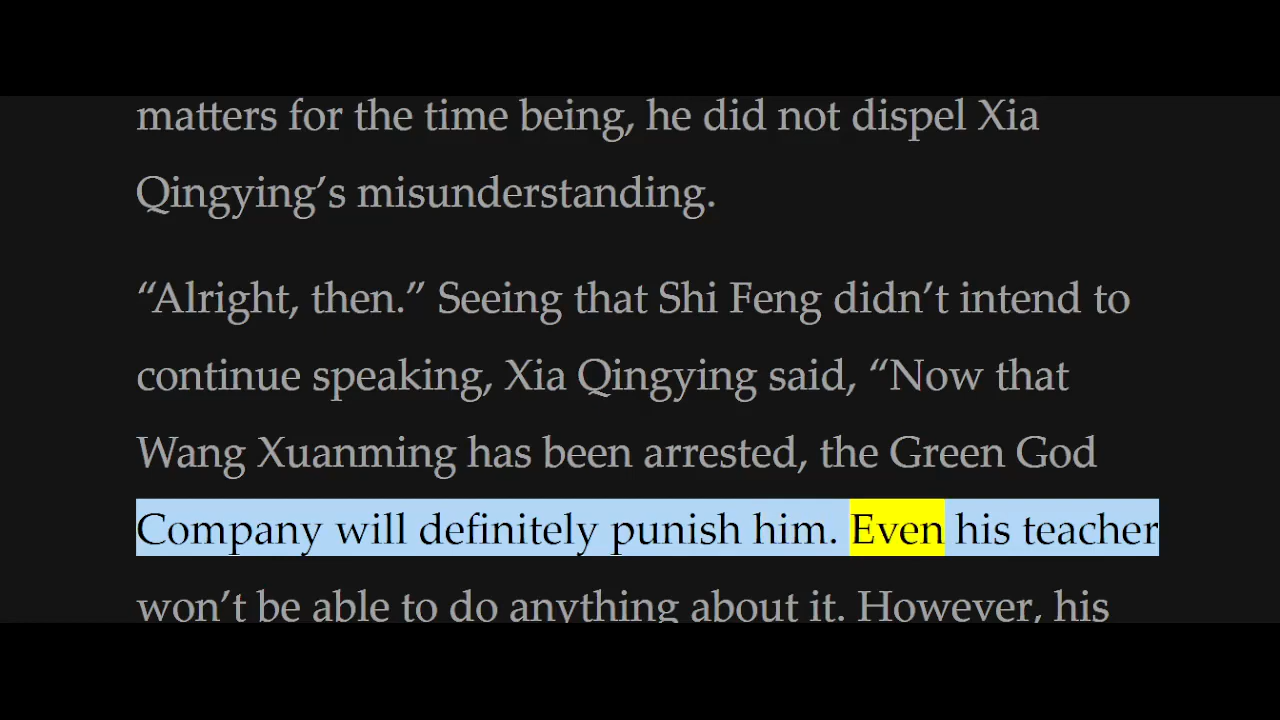 matters for the time being, he did not dispel Xia
Qingying’s misunderstanding.
“Alright, then.” Seeing that Shi Feng didn’t intend to
continue speaking, Xia Qingying said, “Now that
Wang Xuanming has been arrested, the Green God
Company will definitely punish him. Even his teacher
won’t be able to do anything about it. However, his